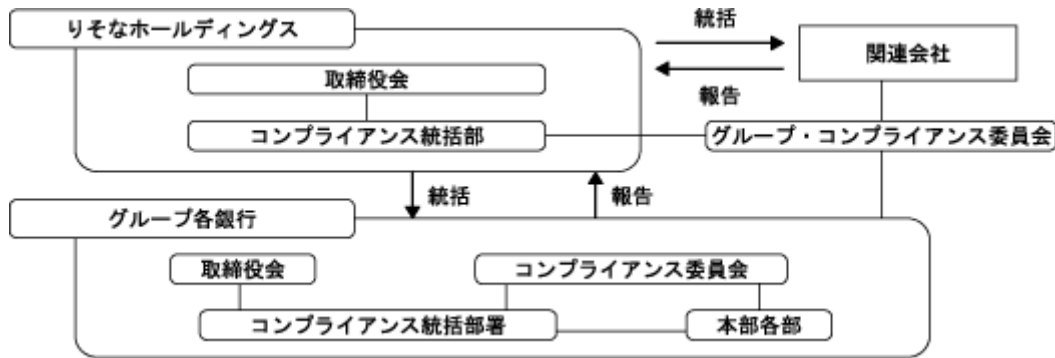 りそなホールディングス
統括
関連会社
取締役会
報告
コンプライアンス統括部
グループ・コンプライアンス委員会
統括
報告
グループ各銀行
取締役会
コンプライアンス委員会
コンプライアンス統括部署
本部各部